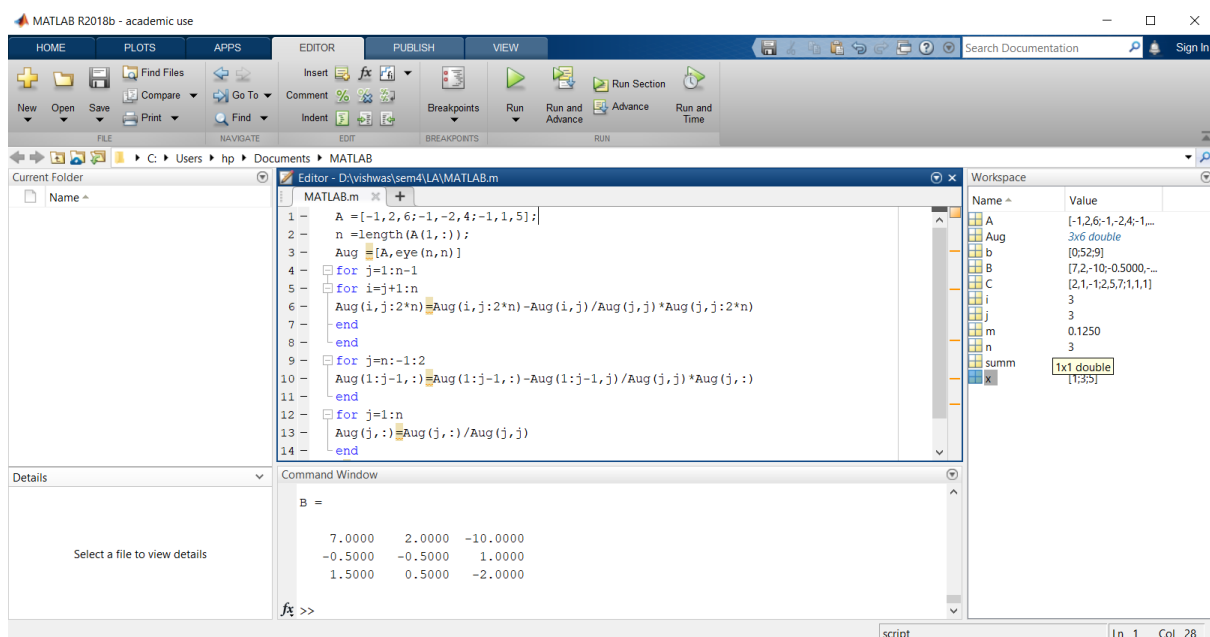 MATLAB R2018b - academic use
HOME PLOTS APPS EDITOR PUBLISH VIEW Search Documentation Sign In
New Open Save Find Files Compare Print Go To Find Insert Comment Indent Breakpoints Run Run and Advance Run Section Advance Run and Time
FILE NAVIGATE EDIT BREAKPOINTS RUN
C: Users hp Documents MATLAB
Current Folder
Name
Details
Select a file to view details
Editor - D:\vishwas\sem4\LA\MATLAB.m
MATLAB.m
1 A =[-1,2,6;-1,-2,4;-1,1,5];
2 n =length(A(1,:));
3 Aug =[A,eye(n,n)]
4 for j=1:n-1
5 for i=j+1:n
6 Aug(i,j:2*n)=Aug(i,j:2*n)-Aug(i,j)/Aug(j,j)*Aug(j,j:2*n)
7 end
8 end
9 for j=n:-1:2
10 Aug(1:j-1,:)=Aug(1:j-1,:)-Aug(1:j-1,j)/Aug(j,j)*Aug(j,:)
11 end
12 for j=1:n
13 Aug(j,:)=Aug(j,:)/Aug(j,j)
14 end
Command Window
B =
7.0000 2.0000 -10.0000
-0.5000 -0.5000 1.0000
1.5000 0.5000 -2.0000
fx >>
Workspace
Name Value
A [-1,2,6;-1,-2,4;-1,...
Aug 3x6 double
b [0;52;9]
B [7,2,-10;-0.5000,-...
C [2,1,-1;2,5,7;1,1,1]
i 3
j 3
m 0.1250
n 3
summ 1x1 double
x [1;3;5]
script Ln 1 Col 28